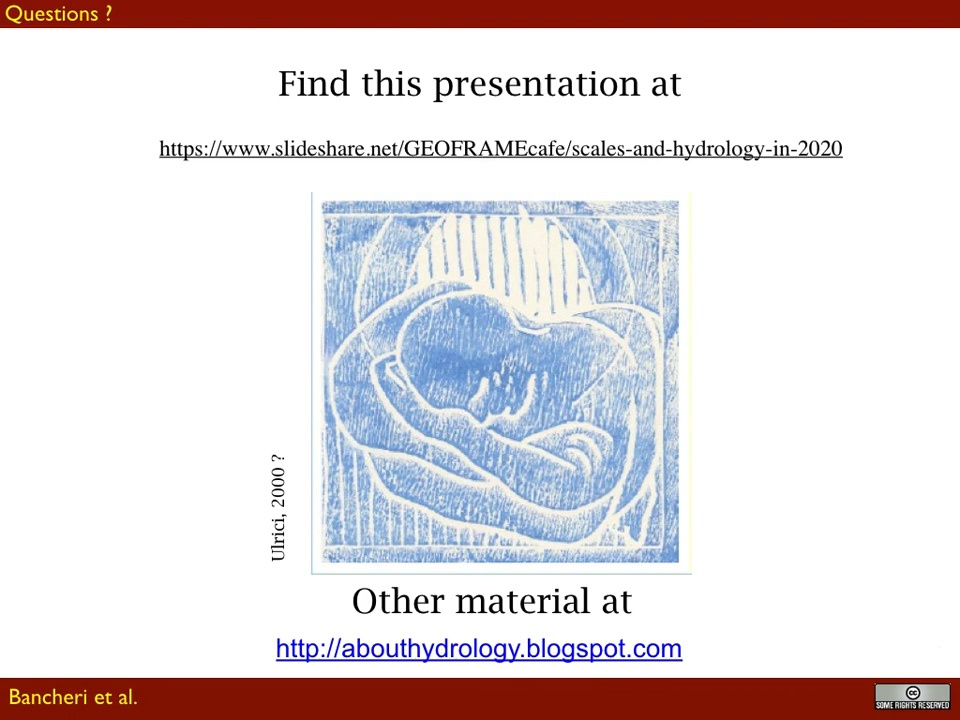 Questions ?
Find this presentation at
https://www.slideshare.net/GEOFRAMEcafe/scales-and-hydrology-in-2020
Ulrici, 2000 ?
Other material at
http://abouthydrology.blogspot.com
Bancheri et al.
cc
SOME RIGHTS RESERVED